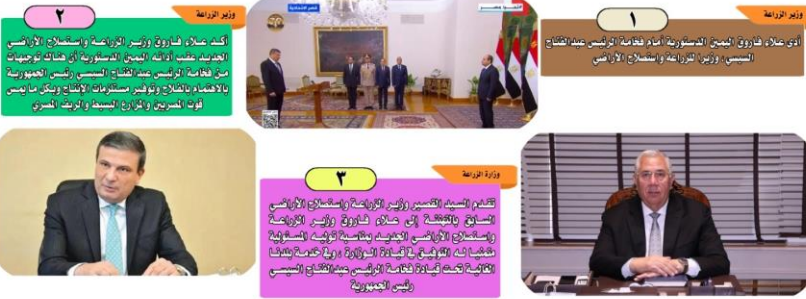 وزير الزراعة
١
أدى علاء فاروق اليمين الدستورية أمام فخامة الرئيس عبدالفتاح
السيسي، وزيرا للزراعة واستصلاح الأراضي
وزير الزراعة
٢
أكد علاء فاروق وزير الزراعة واستصلاح الأراضي
الجديد عقب أدائه اليمين الدستورية أن هناك توجيهات
من فخامة الرئيس عبدالفتاح السيسي رئيس الجمهورية
بالاهتمام بالفلاح وتوفير مستلزمات الإنتاج وبكل ما يمس
قوت المصريين والمزارع البسيط والريف المصري
قصر الاتحادية
وزارة الزراعة
٣
تقدم السيد القصير وزير الزراعة واستصلاح الأراضي
السابق بالتهنئة إلى علاء فاروق وزير الزراعة
واستصلاح الأراضي الجديد بمناسبة توليه المسئولية
متمنيا له التوفيق في قيادة الوزارة ، وفي خدمة بلدنا
الغالية تحت قيادة فخامة الرئيس عبدالفتاح السيسي
رئيس الجمهورية